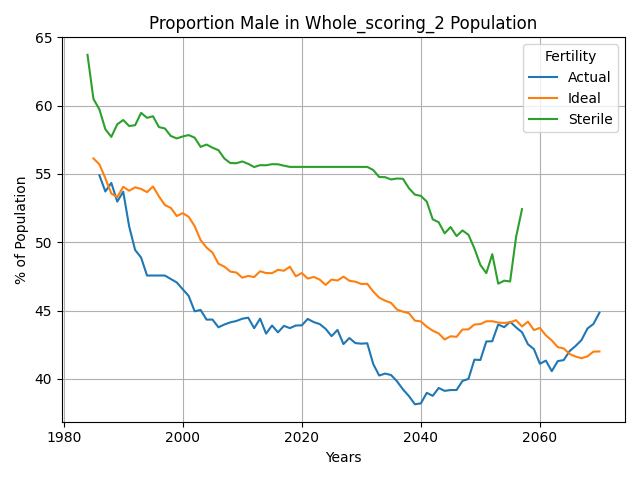 Proportion Male in Whole_scoring_2 Population
65
60
55
50
45
40
% of Population
1980
2000
2020
2040
2060
Years
Fertility
Actual
Ideal
Sterile